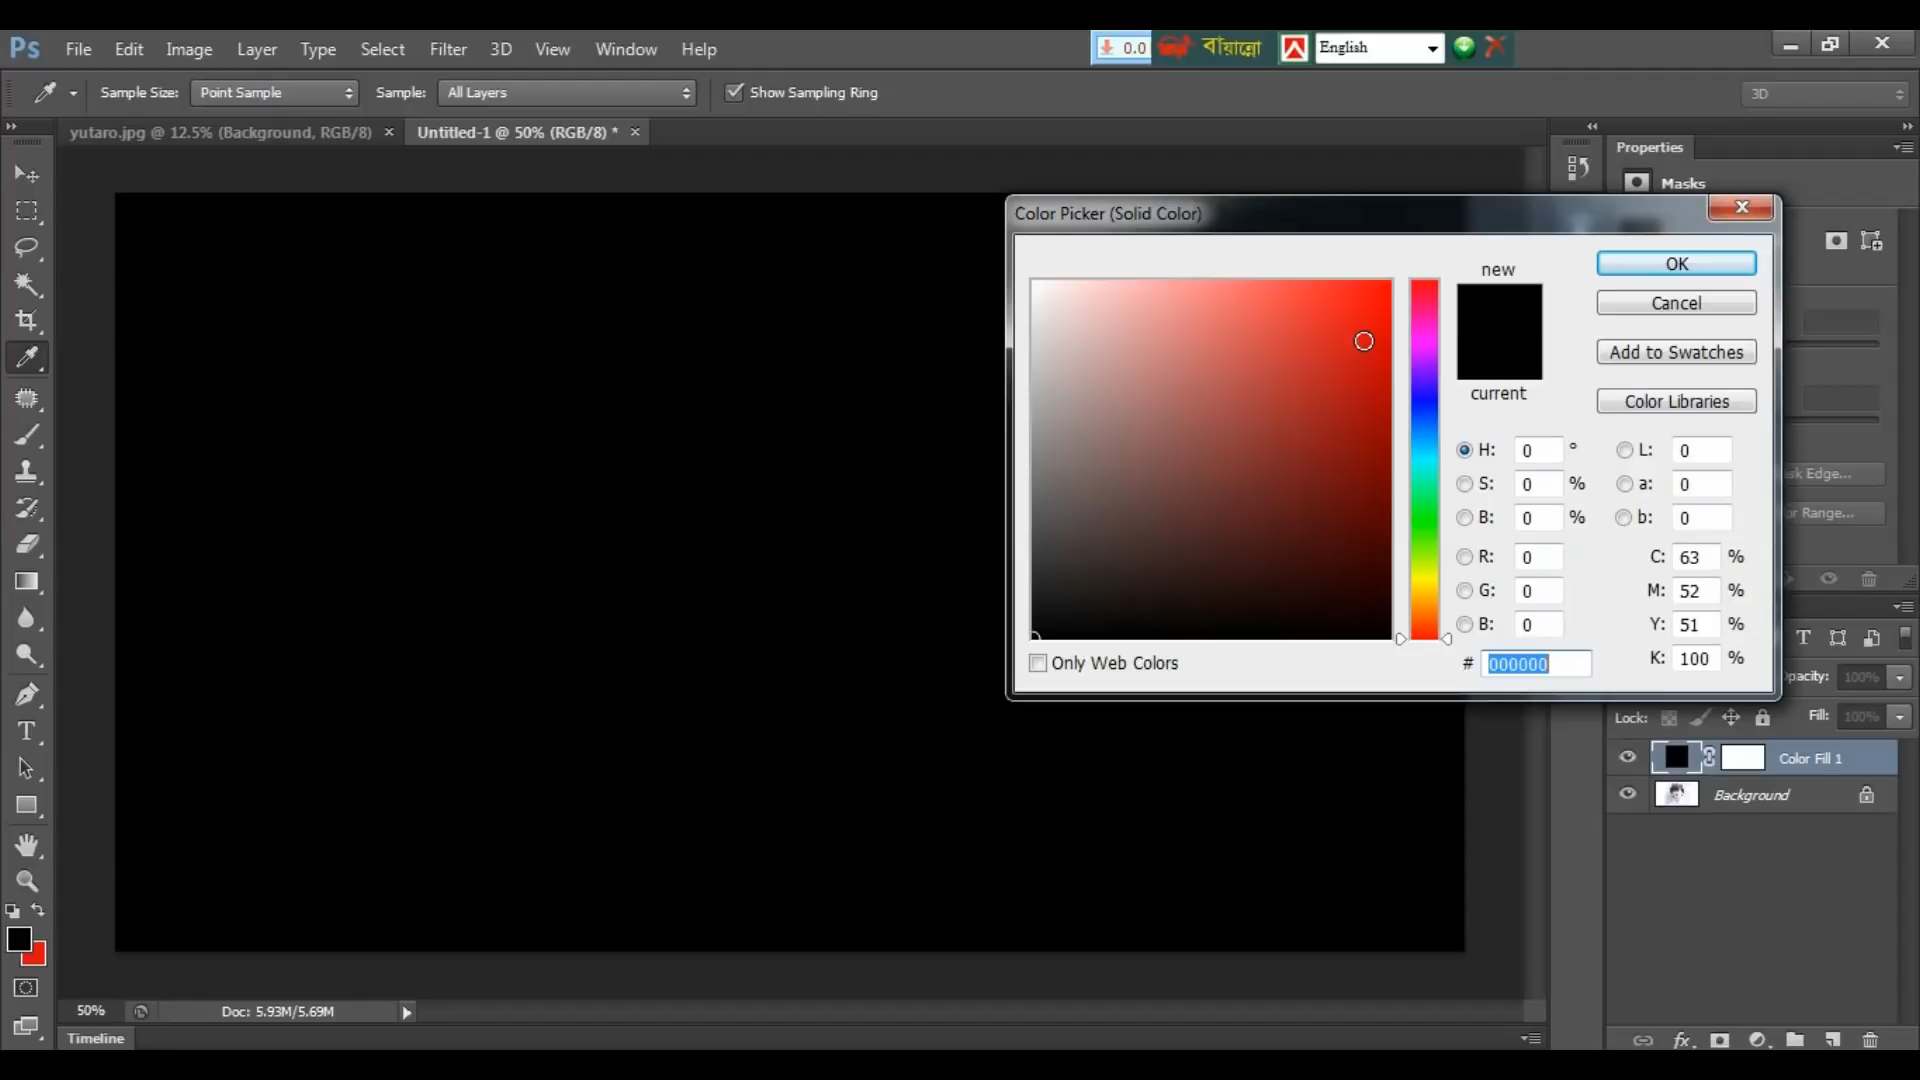 Ps File Edit Image Layer Type Select Filter 3D View Window Help
0.0 বায়ান্নো English
Sample Size: Point Sample Sample: All Layers Show Sampling Ring 3D
yutaro.jpg @ 12.5% (Background, RGB/8) × Untitled-1 @ 50% (RGB/8) * ×
Properties
Masks
Color Picker (Solid Color)
new
current
OK
Cancel
Add to Swatches
Color Libraries
H: 0 ° L: 0
S: 0 % a: 0
B: 0 % b: 0
R: 0 C: 63 %
G: 0 M: 52 %
B: 0 Y: 51 %
# 000000 K: 100 %
Only Web Colors
sk Edge...
or Range...
T
Opacity: 100%
Lock: Fill: 100%
Color Fill 1
Background
T
50% Doc: 5.93M/5.69M
Timeline
fx